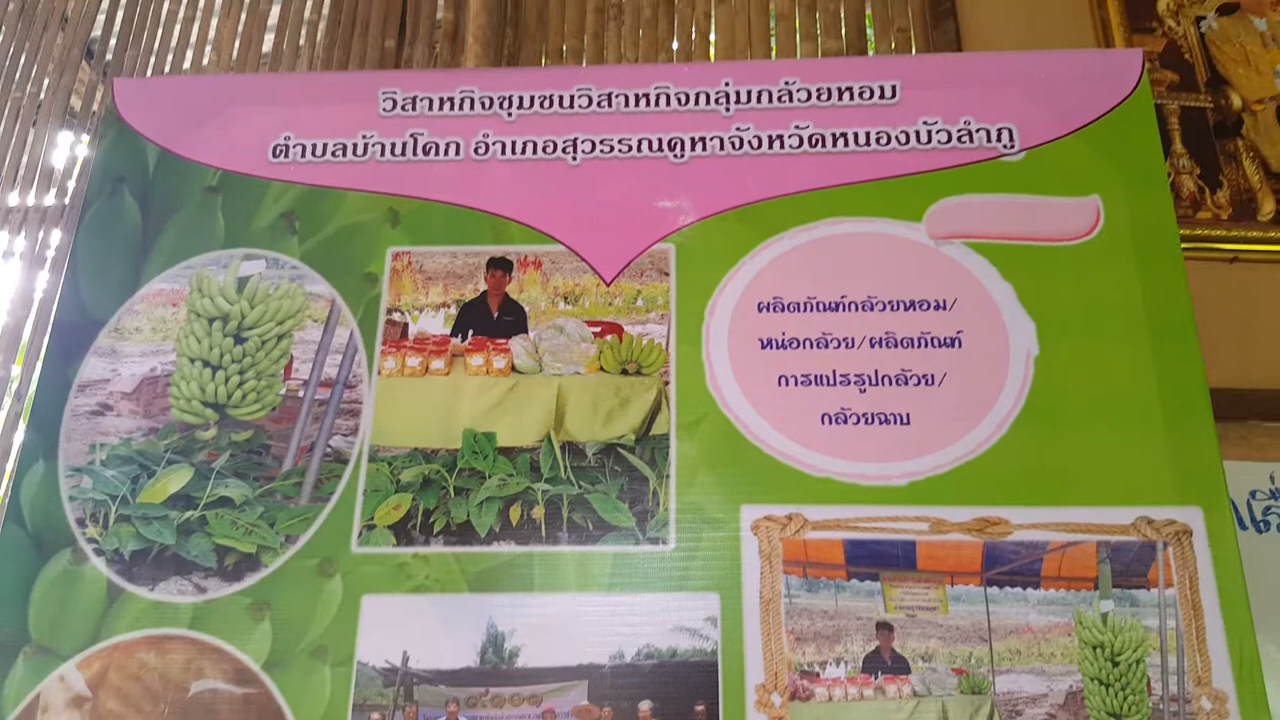 วิสาหกิจชุมชนวิสาหกิจกลุ่มกล้วยหอม
ตำบลบ้านโคก อำเภอสุวรรณคูหาจังหวัดหนองบัวลำภู
ผลิตภัณฑ์กล้วยหอม/
หน่อกล้วย/ผลิตภัณฑ์
การแปรรูปกล้วย/
กล้วยฉาบ